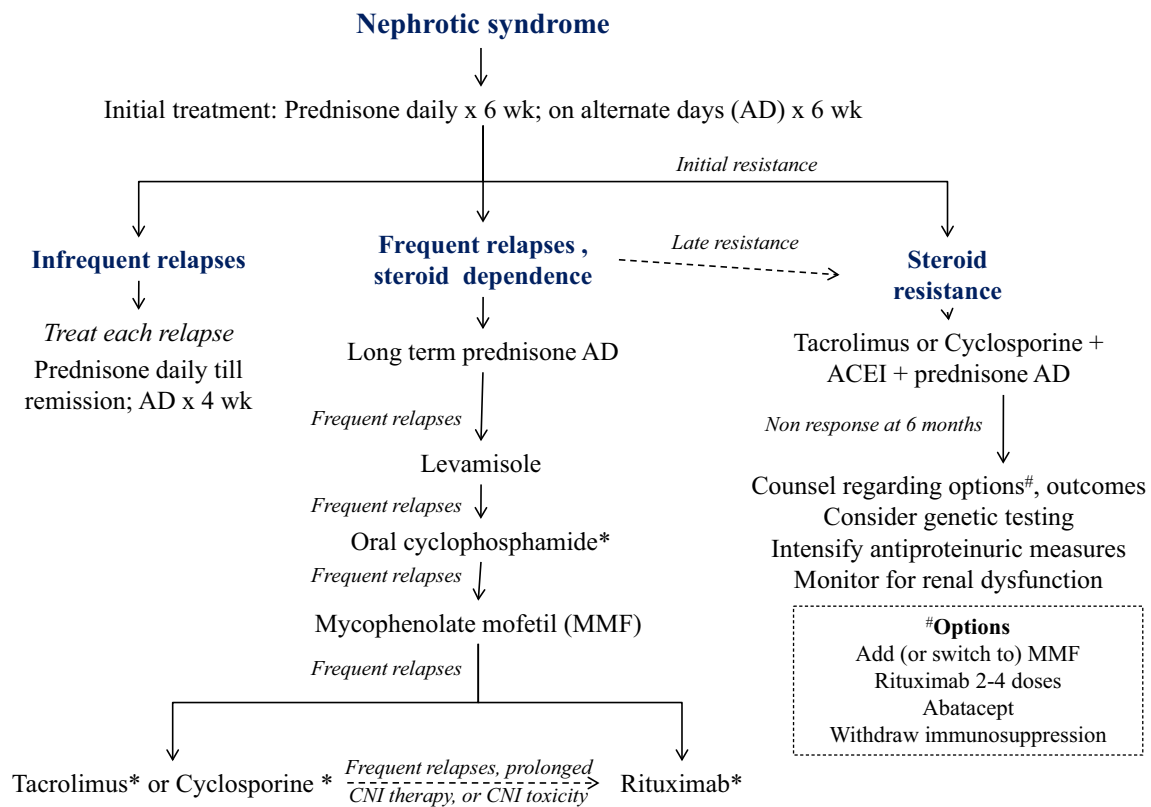 Nephrotic syndrome
Initial treatment: Prednisone daily x 6 wk; on alternate days (AD) x 6 wk
Initial resistance
Infrequent relapses
Treat each relapse
Prednisone daily till
remission; AD x 4 wk
Frequent relapses ,
steroid dependence
Late resistance
Long term prednisone AD
Frequent relapses
Levamisole
Frequent relapses
Oral cyclophosphamide*
Frequent relapses
Mycophenolate mofetil (MMF)
Frequent relapses
Tacrolimus* or Cyclosporine *
Frequent relapses, prolonged
CNI therapy, or CNI toxicity
Rituximab*
Steroid
resistance
Tacrolimus or Cyclosporine +
ACEI + prednisone AD
Non response at 6 months
Counsel regarding options#, outcomes
Consider genetic testing
Intensify antiproteinuric measures
Monitor for renal dysfunction
#Options
Add (or switch to) MMF
Rituximab 2-4 doses
Abatacept
Withdraw immunosuppression